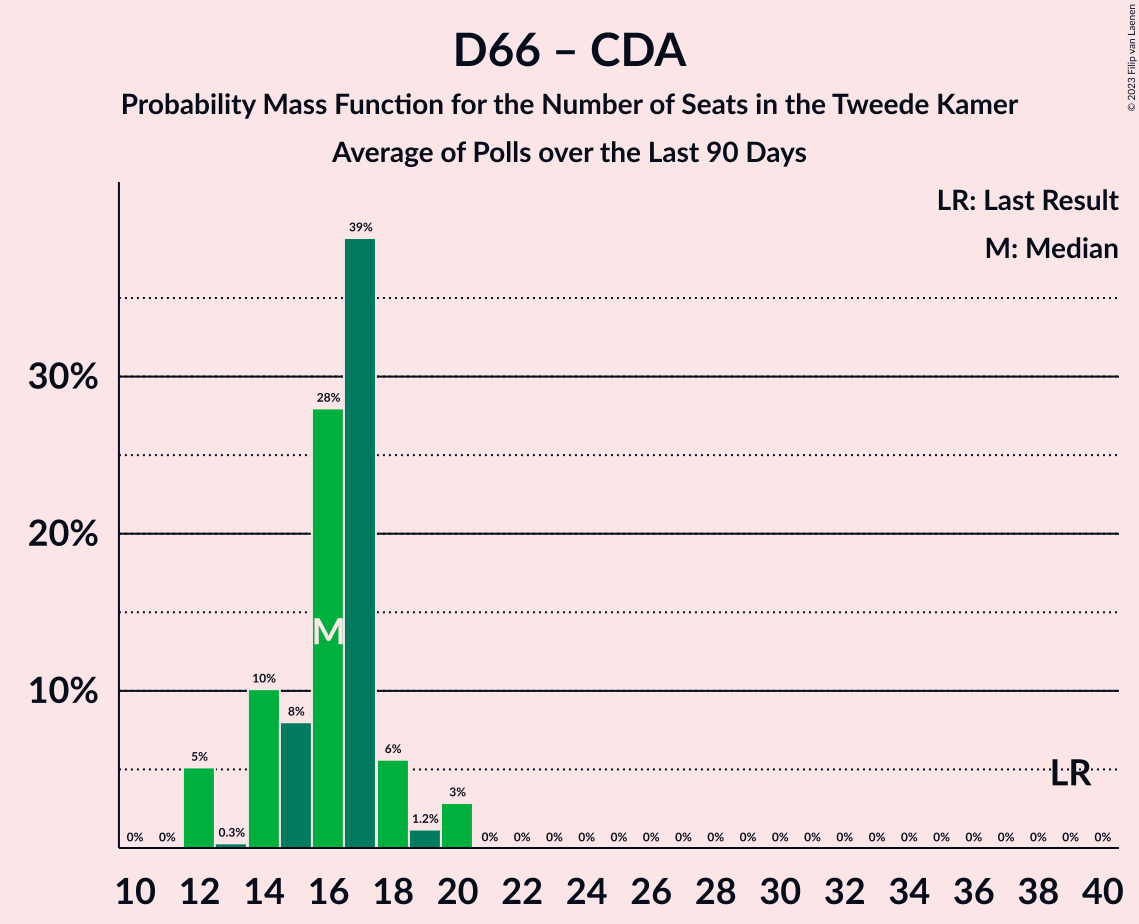 D66 – CDA
Probability Mass Function for the Number of Seats in the Tweede Kamer
Average of Polls over the Last 90 Days
© 2023 Filip van Laenen
LR: Last Result
M: Median
39%
30%
28%
20%
M
10%
10%
8%
6%
5%
LR
3%
1.2%
0.3%
0% 0% 0% 0% 0% 0% 0% 0% 0% 0% 0% 0% 0% 0% 0% 0% 0% 0% 0% 0% 0% 0%
10 12 14 16 18 20 22 24 26 28 30 32 34 36 38 40